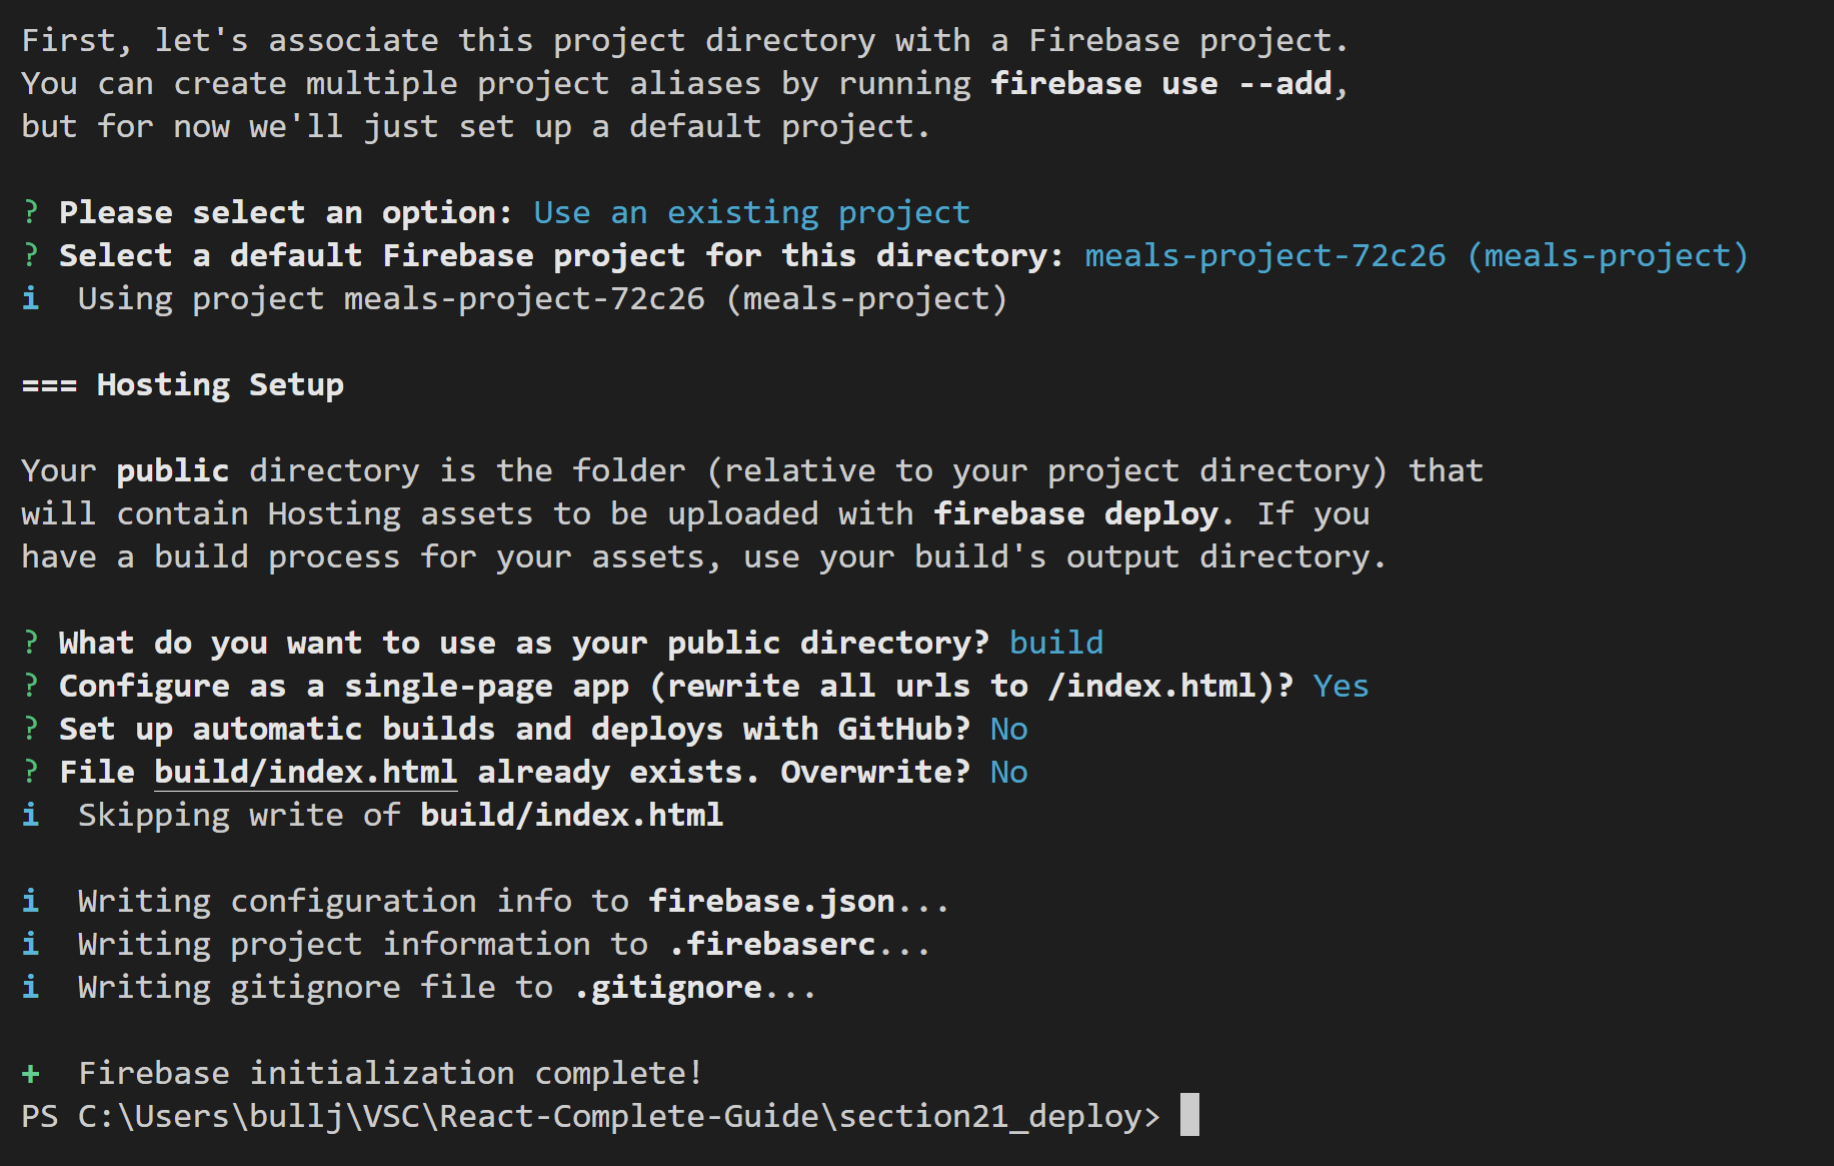 First, let's associate this project directory with a Firebase project.
You can create multiple project aliases by running firebase use --add,
but for now we'll just set up a default project.
? Please select an option: Use an existing project
? Select a default Firebase project for this directory: meals-project-72c26 (meals-project)
i  Using project meals-project-72c26 (meals-project)
=== Hosting Setup
Your public directory is the folder (relative to your project directory) that
will contain Hosting assets to be uploaded with firebase deploy. If you
have a build process for your assets, use your build's output directory.
? What do you want to use as your public directory? build
? Configure as a single-page app (rewrite all urls to /index.html)? Yes
? Set up automatic builds and deploys with GitHub? No
? File build/index.html already exists. Overwrite? No
i  Skipping write of build/index.html
i  Writing configuration info to firebase.json...
i  Writing project information to .firebaserc...
i  Writing gitignore file to .gitignore...
+  Firebase initialization complete!
PS C:\Users\bullj\VSC\React-Complete-Guide\section21_deploy>